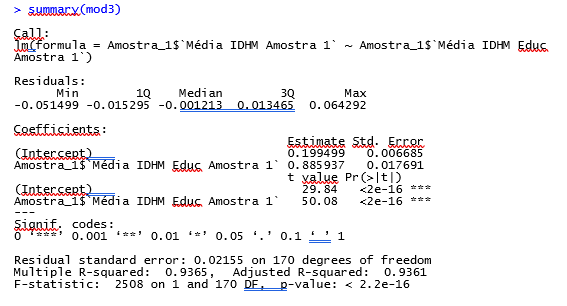 > summary(mod3)
Call:
lm(formula = Amostra_1$`Média IDHM Amostra 1` ~ Amostra_1$`Média IDHM Educ
Amostra 1`)
Residuals:
Min 1Q Median 3Q Max
-0.051499 -0.015295 -0.001213 0.013465 0.064292
Coefficients:
Estimate Std. Error
(Intercept) 0.199499 0.006685
Amostra_1$`Média IDHM Educ Amostra 1` 0.885937 0.017691
t value Pr(>|t|)
(Intercept) 29.84 <2e-16 ***
Amostra_1$`Média IDHM Educ Amostra 1` 50.08 <2e-16 ***
---
Signif. codes:
0 ‘***’ 0.001 ‘**’ 0.01 ‘*’ 0.05 ‘.’ 0.1 ‘ ’ 1
Residual standard error: 0.02155 on 170 degrees of freedom
Multiple R-squared: 0.9365, Adjusted R-squared: 0.9361
F-statistic: 2508 on 1 and 170 DF, p-value: < 2.2e-16